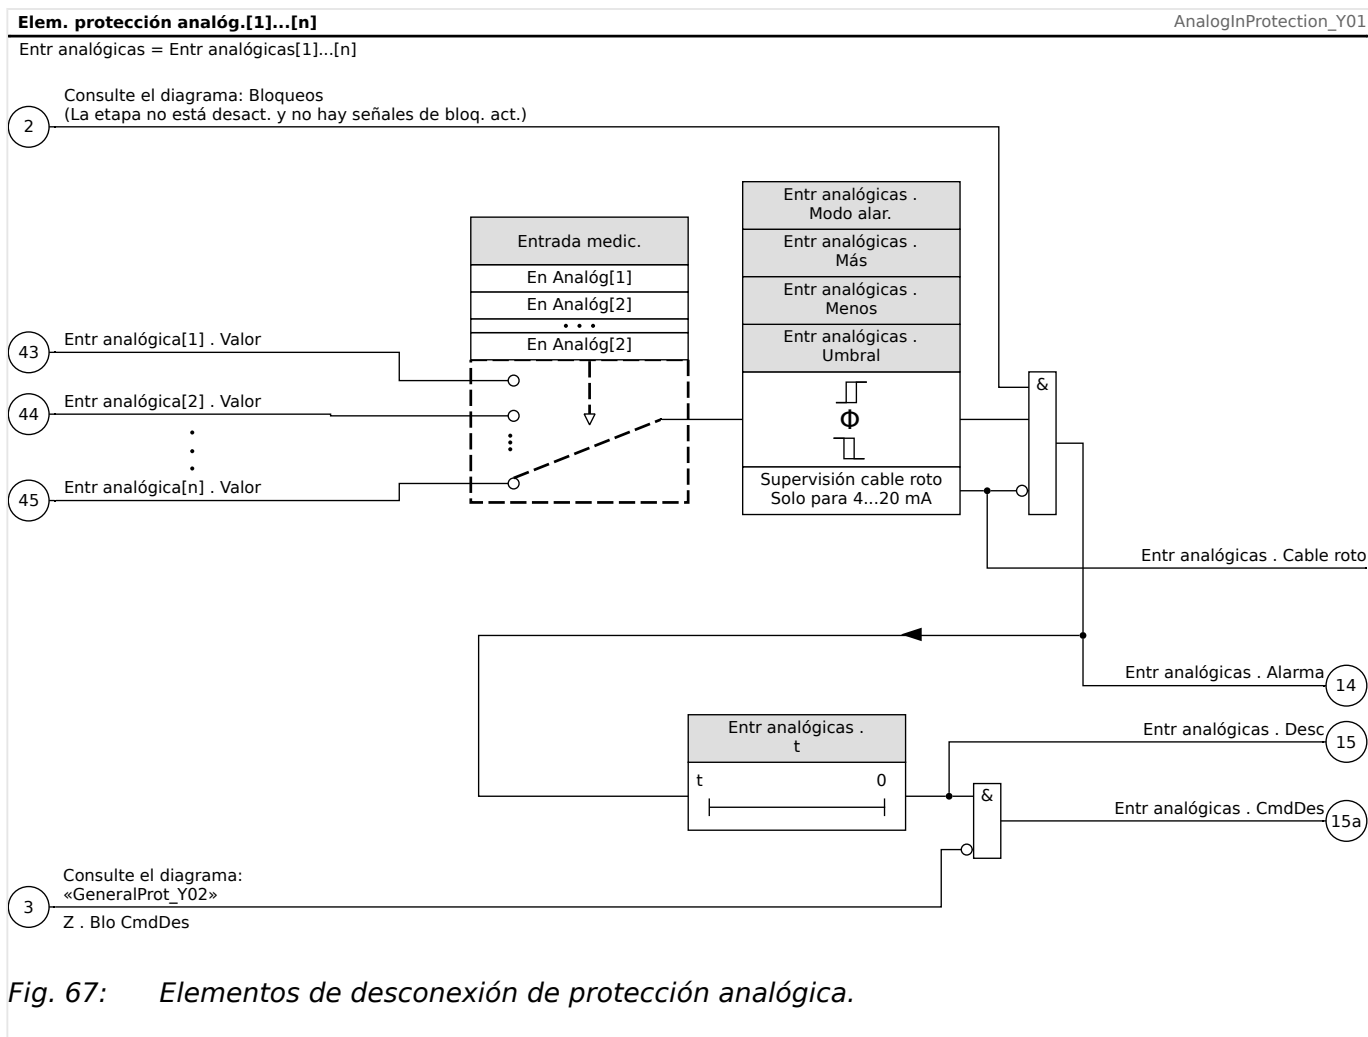 Elem. protección analóg.[1]...[n]
AnalogInProtection_Y01
Entr analógicas = Entr analógicas[1]...[n]
Consulte el diagrama: Bloqueos
(La etapa no está desact. y no hay señales de bloq. act.)
2
Entr analógicas .
Modo alar.
Entr analógicas .
Más
Entr analógicas .
Menos
Entr analógicas .
Umbral
Φ
Supervisión cable roto
Solo para 4...20 mA
Entrada medic.
En Analóg[1]
En Analóg[2]
• • •
En Analóg[2]
43
Entr analógica[1] . Valor
44
Entr analógica[2] . Valor
45
Entr analógica[n] . Valor
&
Entr analógicas . Cable roto
Entr analógicas . Alarma
14
Entr analógicas .
t
t 0
Entr analógicas . Desc
15
&
Entr analógicas . CmdDes
15a
Consulte el diagrama:
«GeneralProt_Y02»
3
Z . Blo CmdDes
Fig. 67: Elementos de desconexión de protección analógica.